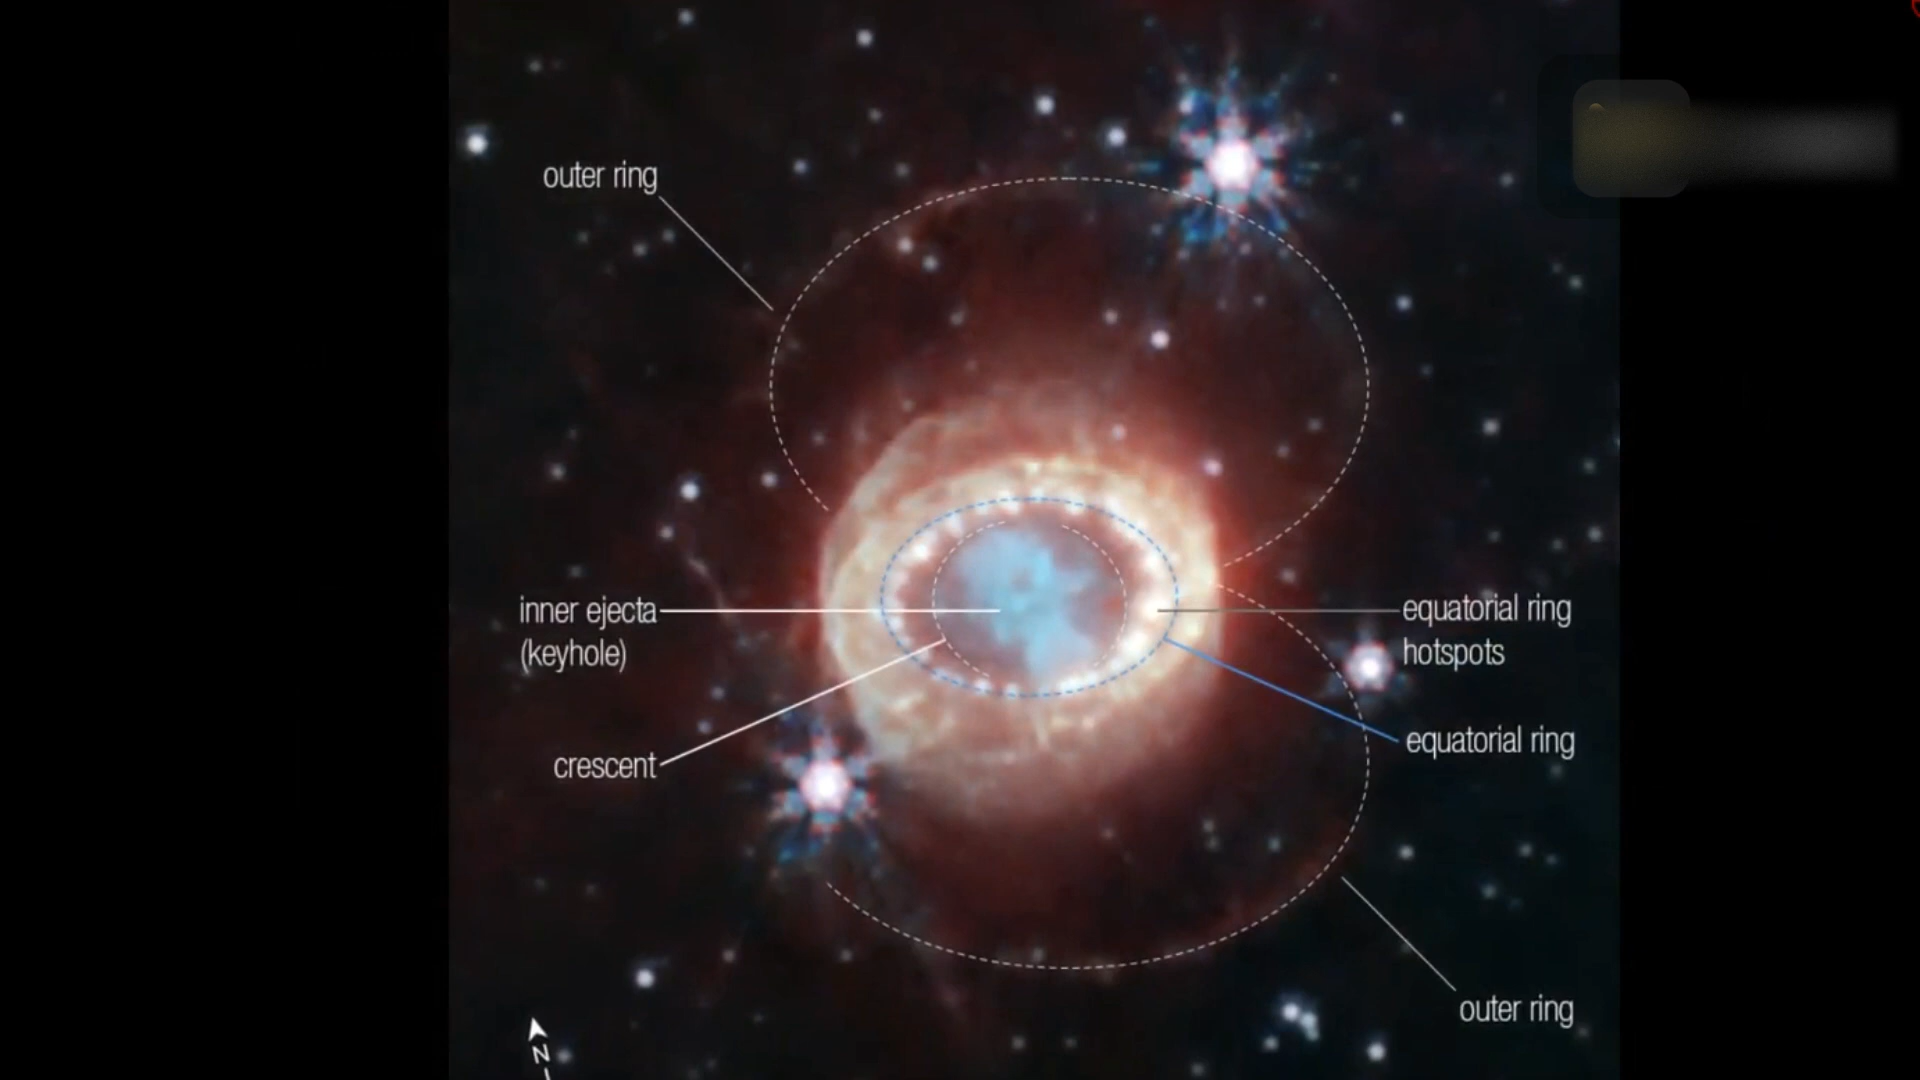 outer ring
inner ejecta
(keyhole)
crescent
equatorial ring
hotspots
equatorial ring
outer ring
N